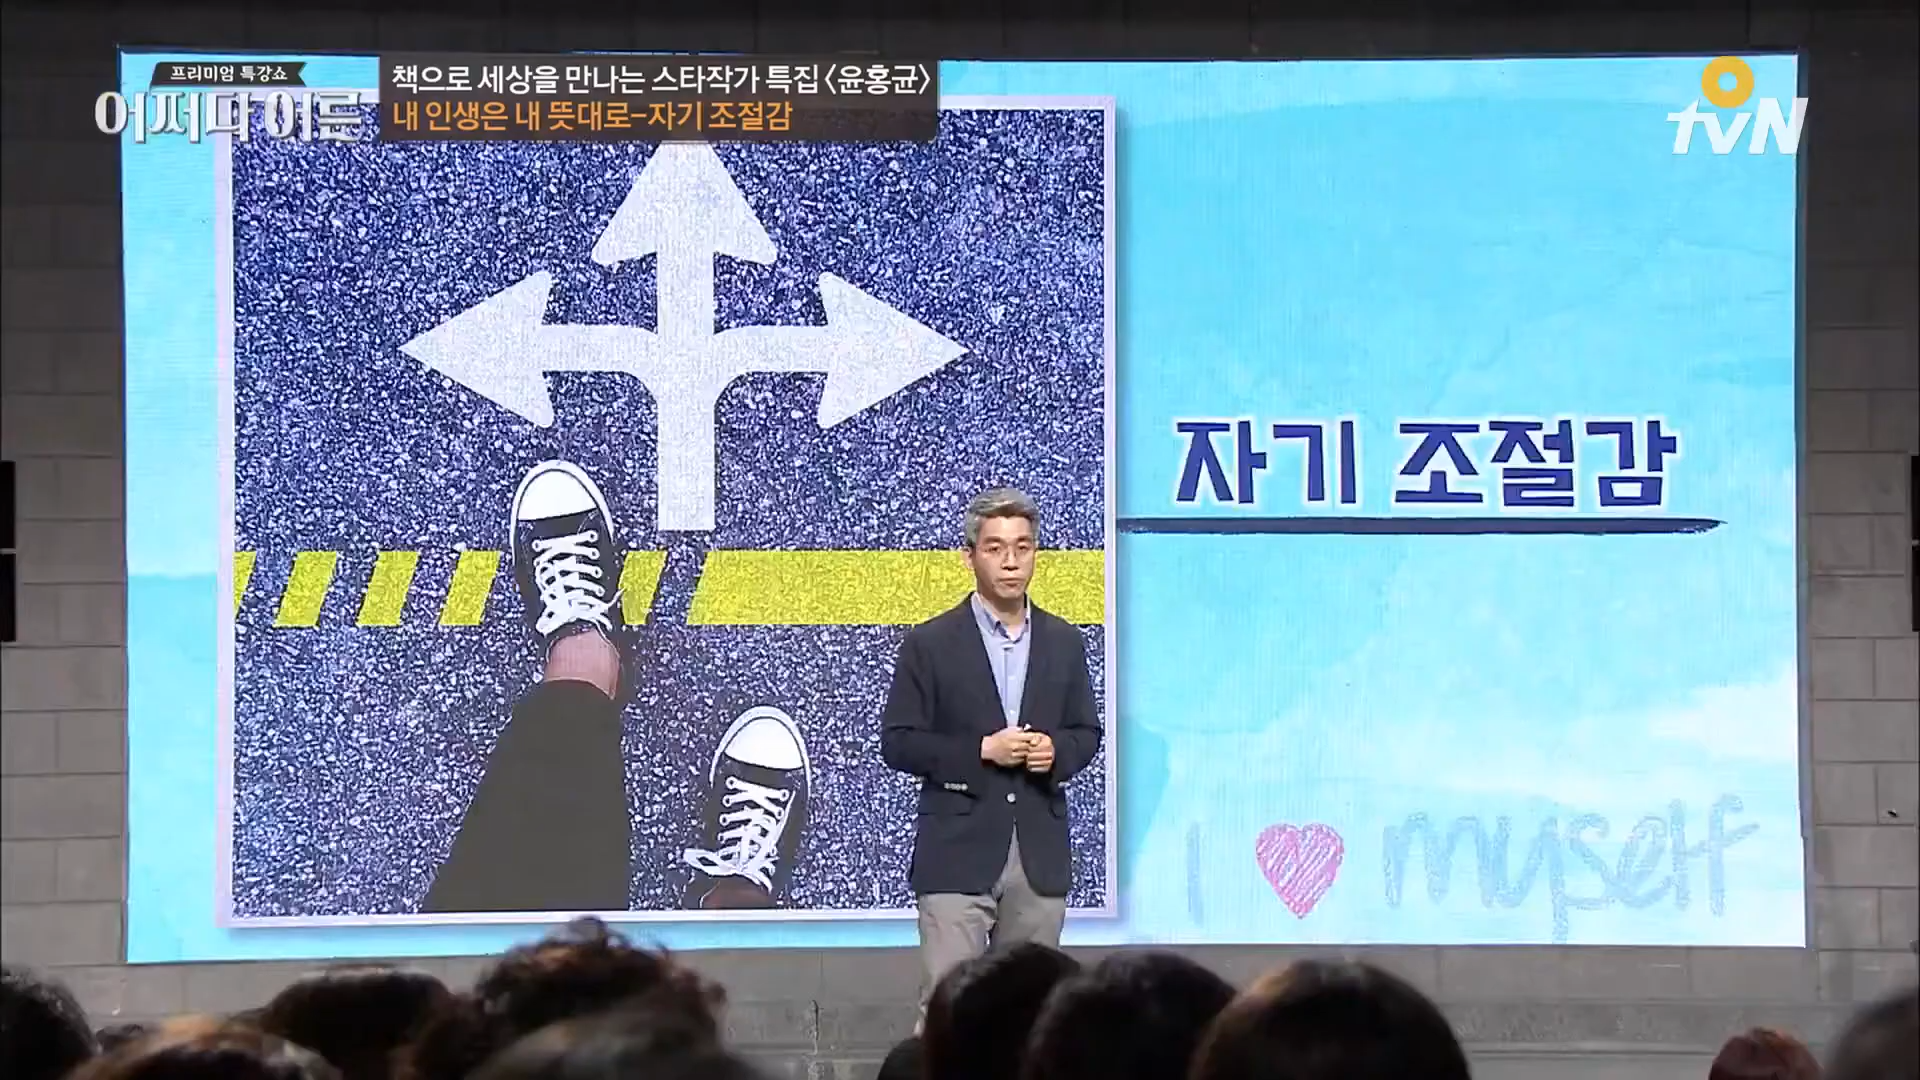 프리미엄 특강쇼
어쩌다 어른
책으로 세상을 만나는 스타작가 특집 〈윤홍균〉
내 인생은 내 뜻대로-자기 조절감
tvN
자기 조절감
I myself